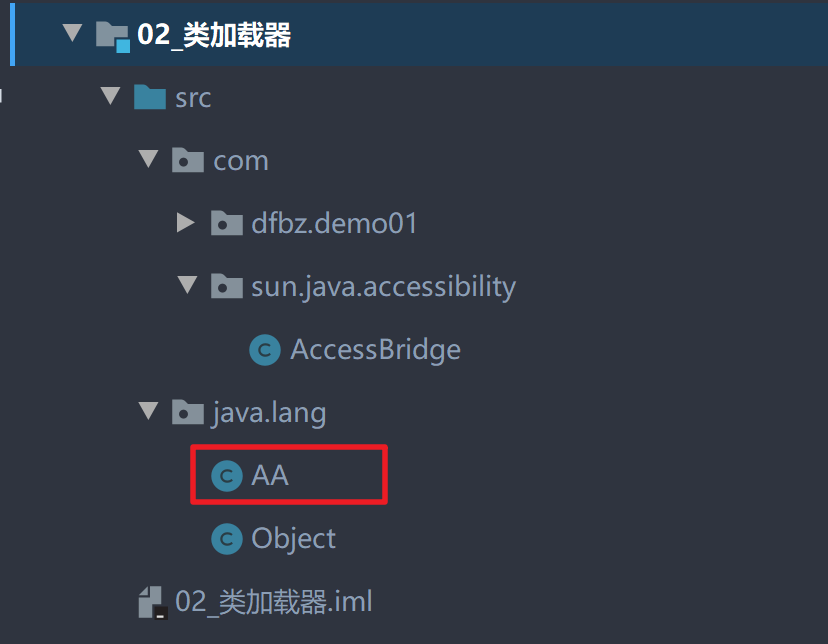 02_类加载器
src
com
dfbz.demo01
sun.java.accessibility
C AccessBridge
java.lang
C AA
C Object
02_类加载器.iml